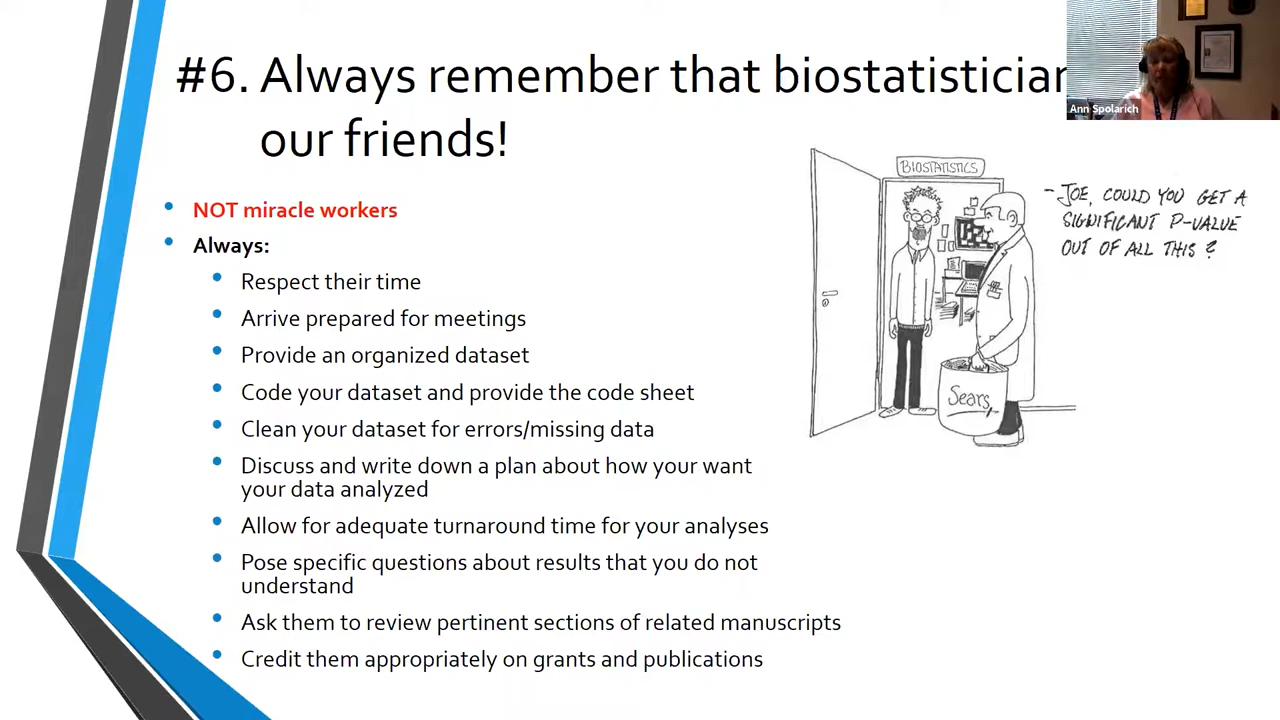 #6. Always remember that biostatistician
our friends!
Ann Spolarich
NOT miracle workers
Always:
Respect their time
Arrive prepared for meetings
Provide an organized dataset
Code your dataset and provide the code sheet
Clean your dataset for errors/missing data
Discuss and write down a plan about how your want
your data analyzed
Allow for adequate turnaround time for your analyses
Pose specific questions about results that you do not
understand
Ask them to review pertinent sections of related manuscripts
Credit them appropriately on grants and publications
BIOSTATISTICS
- JOE, COULD YOU GET A
SIGNIFICANT P-VALUE
OUT OF ALL THIS ?
Sears